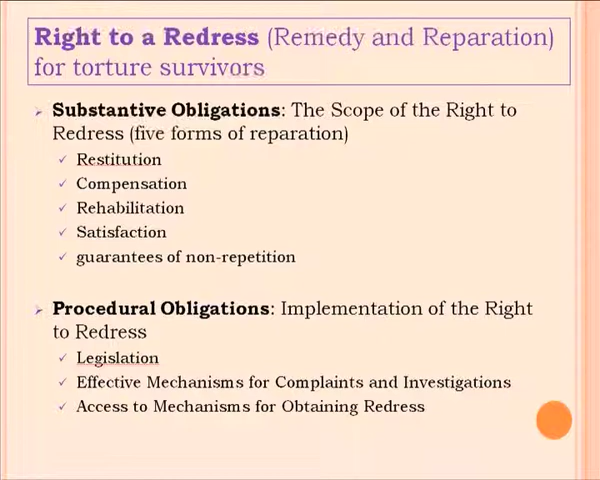 Right to a Redress (Remedy and Reparation)
for torture survivors
Substantive Obligations: The Scope of the Right to
Redress (five forms of reparation)
Restitution
Compensation
Rehabilitation
Satisfaction
guarantees of non-repetition
Procedural Obligations: Implementation of the Right
to Redress
Legislation
Effective Mechanisms for Complaints and Investigations
Access to Mechanisms for Obtaining Redress